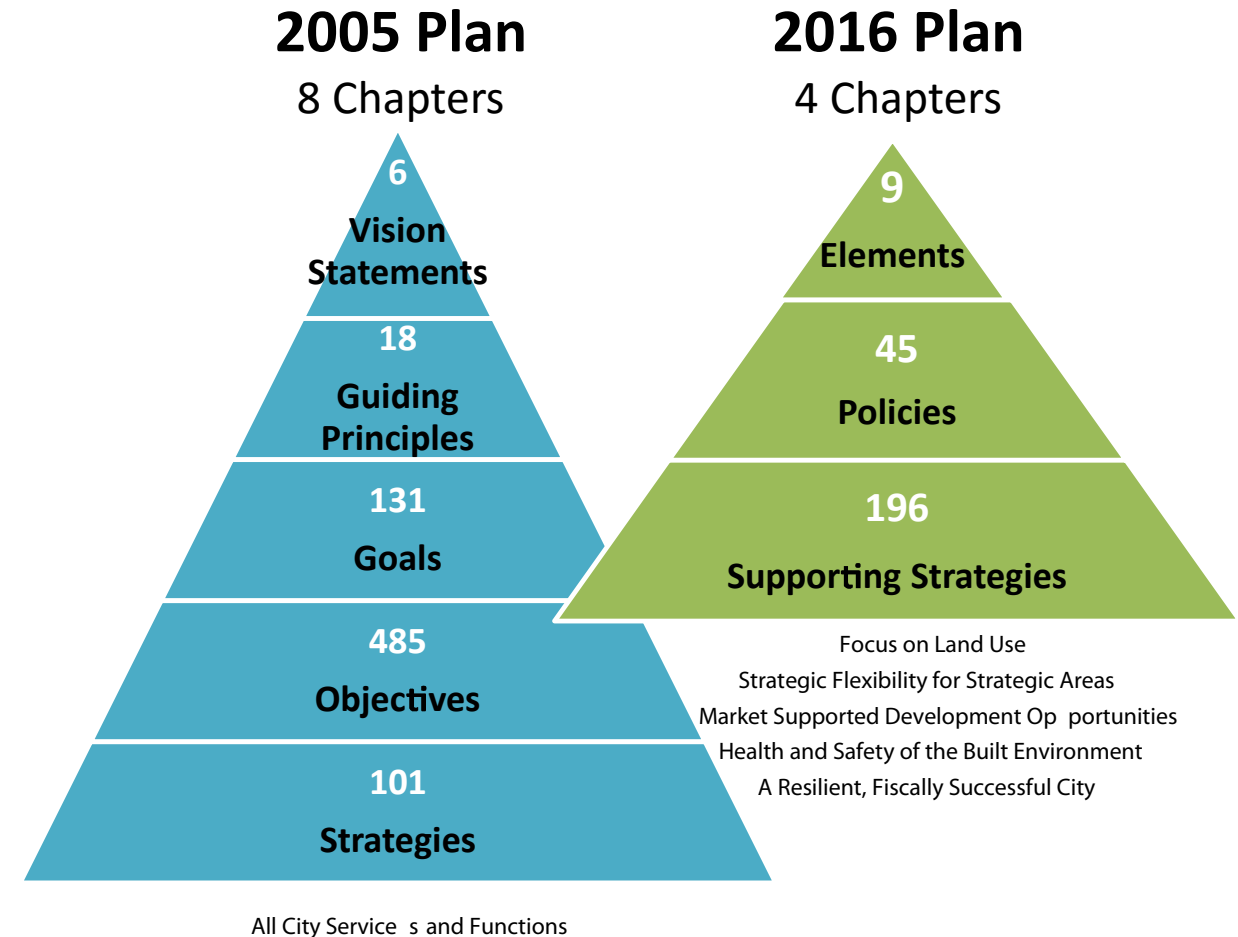 2005 Plan
8 Chapters
6
Vision
Statements
18
Guiding
Principles
131
Goals
485
Objectives
101
Strategies
All City Service s and Functions
2016 Plan
4 Chapters
9
Elements
45
Policies
196
Supporting Strategies
Focus on Land Use
Strategic Flexibility for Strategic Areas
Market Supported Development Op portunities
Health and Safety of the Built Environment
A Resilient, Fiscally Successful City